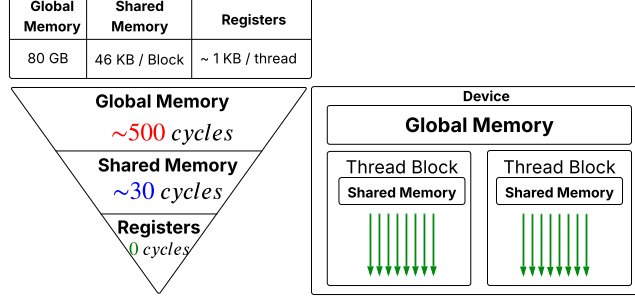 Global
Memory
Shared
Memory
Registers
80 GB
46 KB / Block
~ 1 KB / thread
Global Memory
~500 cycles
Shared Memory
~30 cycles
Registers
0 cycles
Device
Global Memory
Thread Block
Shared Memory
Thread Block
Shared Memory